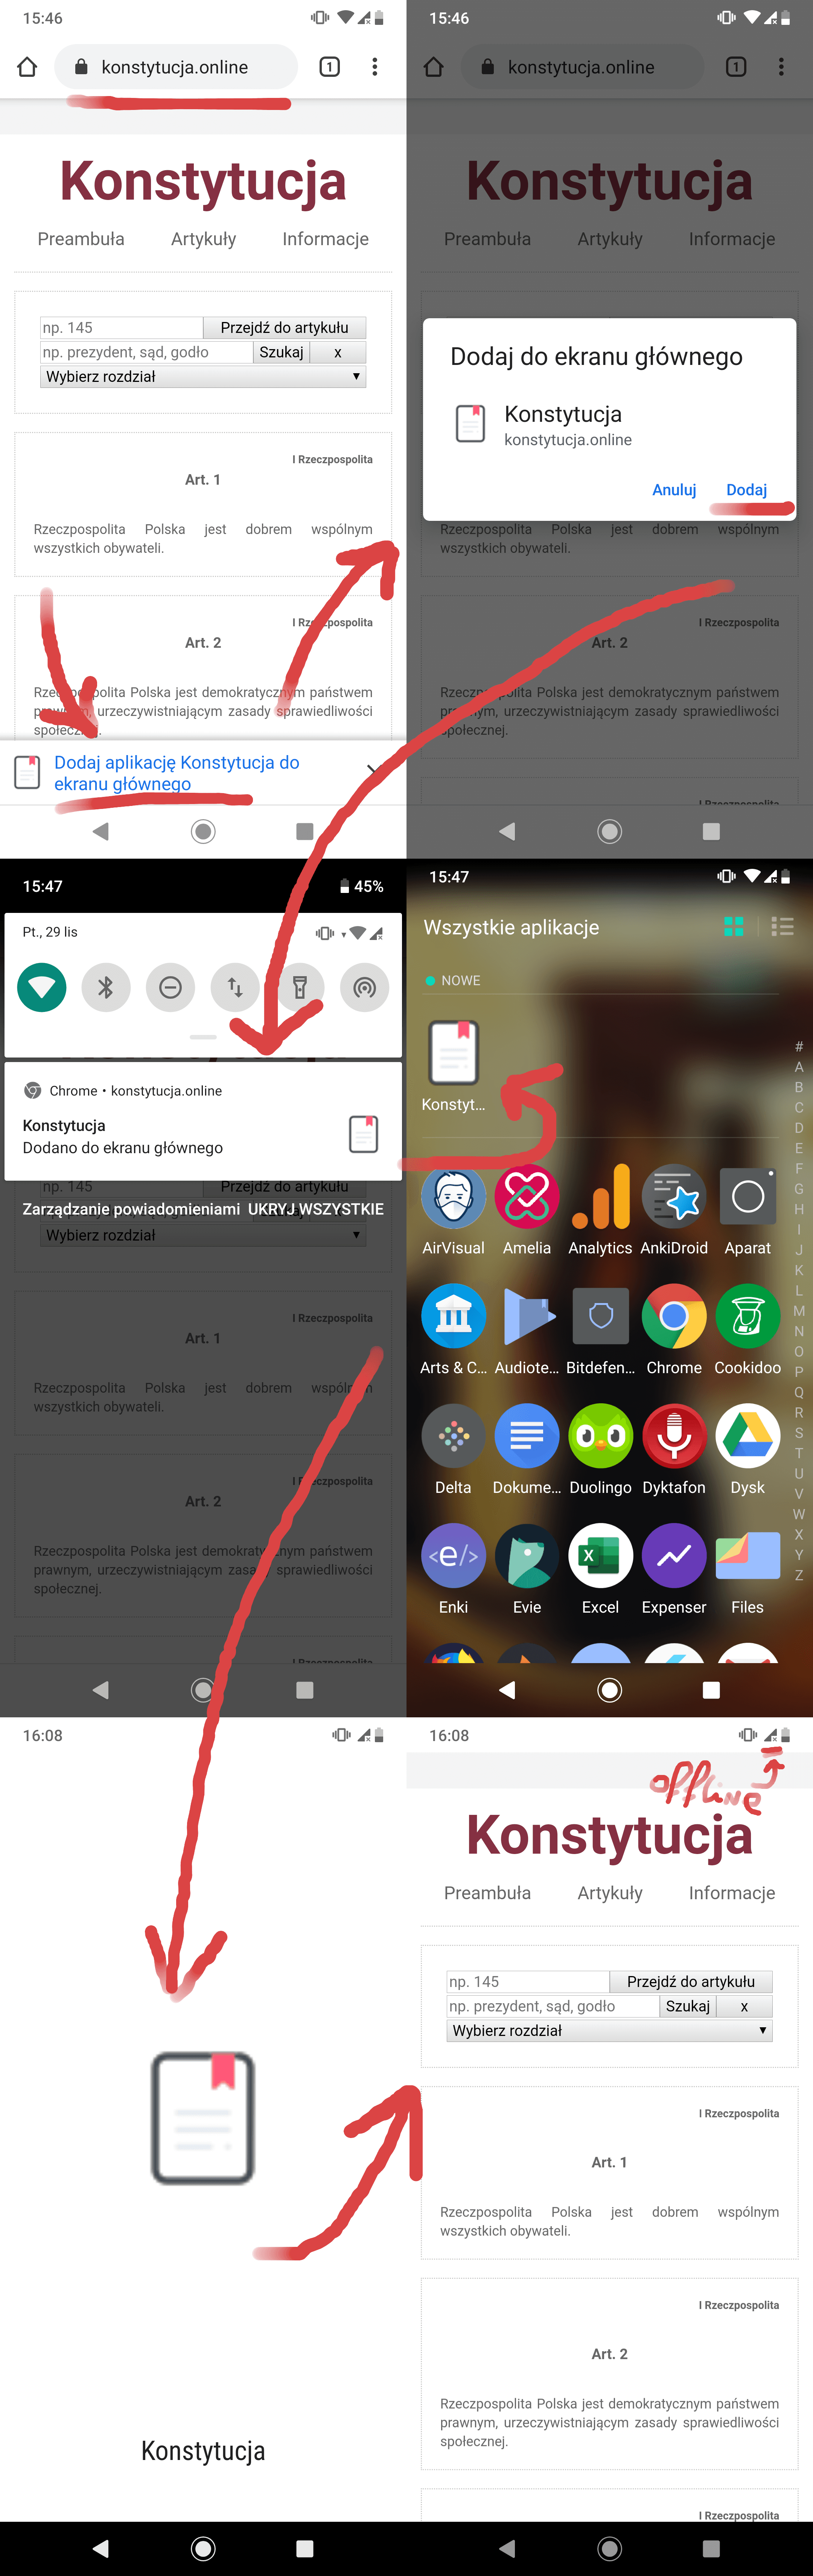 15:46
konstytucja.online
1
Konstytucja
Preambuła Artykuły Informacje
np. 145 Przejdź do artykułu
np. prezydent, sąd, godło Szukaj x
Wybierz rozdział
I Rzeczpospolita
Art. 1
Rzeczpospolita Polska jest dobrem wspólnym
wszystkich obywateli.
I Rzeczpospolita
Art. 2
Rzeczpospolita Polska jest demokratycznym państwem
prawnym, urzeczywistniającym zasady sprawiedliwości
społecznej.
Dodaj aplikację Konstytucja do
ekranu głównego
15:46
konstytucja.online
1
Konstytucja
Preambuła Artykuły Informacje
Dodaj do ekranu głównego
Konstytucja
konstytucja.online
Anuluj Dodaj
Rzeczpospolita Polska jest dobrem wspólnym
wszystkich obywateli.
I Rzeczpospolita
Art. 2
Rzeczpospolita Polska jest demokratycznym państwem
prawnym, urzeczywistniającym zasady sprawiedliwości
społecznej.
15:47
45%
Pt., 29 lis
Chrome • konstytucja.online
Konstytucja
Dodano do ekranu głównego
np. 145 Przejdź do artykułu
Zarządzanie powiadomieniami UKRYJ WSZYSTKIE
Wybierz rozdział
I Rzeczpospolita
Art. 1
Rzeczpospolita Polska jest dobrem wspólnym
wszystkich obywateli.
I Rzeczpospolita
Art. 2
Rzeczpospolita Polska jest demokratycznym państwem
prawnym, urzeczywistniającym zasady sprawiedliwości
społecznej.
15:47
Wszystkie aplikacje
NOWE
Konstyt...
AirVisual Amelia Analytics AnkiDroid Aparat
Arts & C... Audiote... Bitdefen... Chrome Cookidoo
Delta Dokume... Duolingo Dyktafon Dysk
<e/>
X
Enki Evie Excel Expenser Files
#
A
B
C
D
E
F
G
H
I
J
K
L
M
N
O
P
Q
R
S
T
U
V
W
X
Y
Z
16:08
Konstytucja
16:08
offline
Konstytucja
Preambuła Artykuły Informacje
np. 145 Przejdź do artykułu
np. prezydent, sąd, godło Szukaj x
Wybierz rozdział
I Rzeczpospolita
Art. 1
Rzeczpospolita Polska jest dobrem wspólnym
wszystkich obywateli.
I Rzeczpospolita
Art. 2
Rzeczpospolita Polska jest demokratycznym państwem
prawnym, urzeczywistniającym zasady sprawiedliwości
społecznej.
I Rzeczpospolita